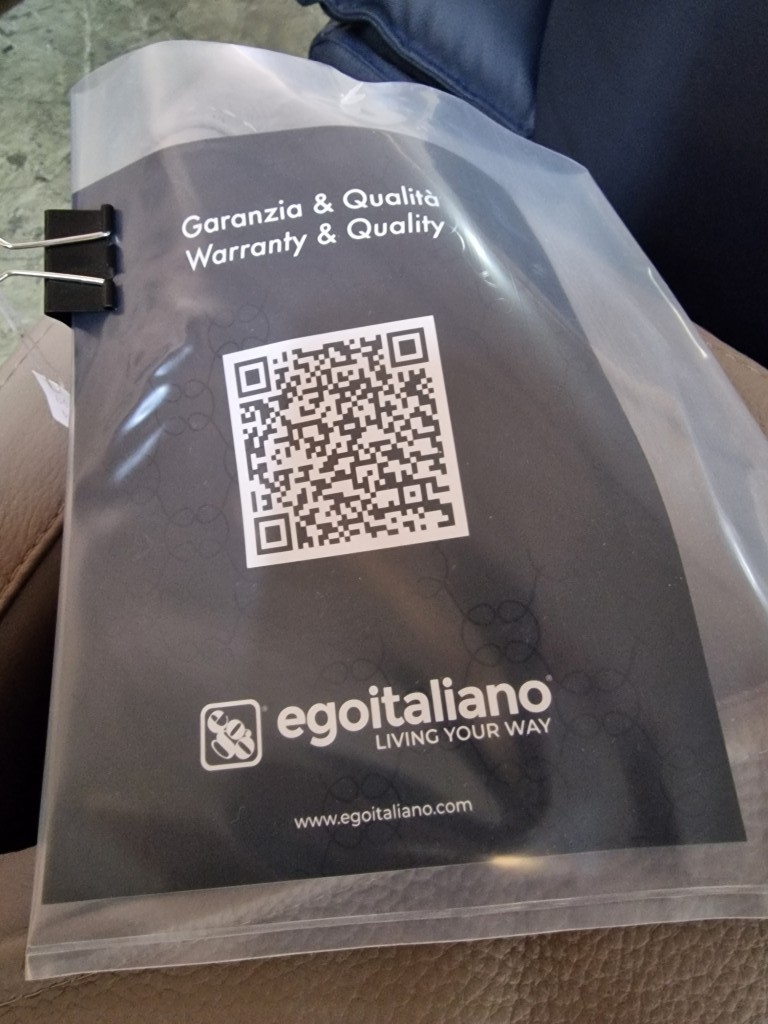 Garanzia & Qualità
Warranty & Quality
egoitaliano®
LIVING YOUR WAY
www.egoitaliano.com